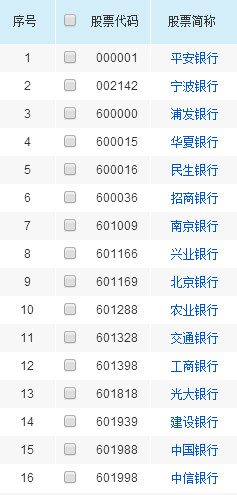 序号 股票代码 股票简称
1 000001 平安银行
2 002142 宁波银行
3 600000 浦发银行
4 600015 华夏银行
5 600016 民生银行
6 600036 招商银行
7 601009 南京银行
8 601166 兴业银行
9 601169 北京银行
10 601288 农业银行
11 601328 交通银行
12 601398 工商银行
13 601818 光大银行
14 601939 建设银行
15 601988 中国银行
16 601998 中信银行